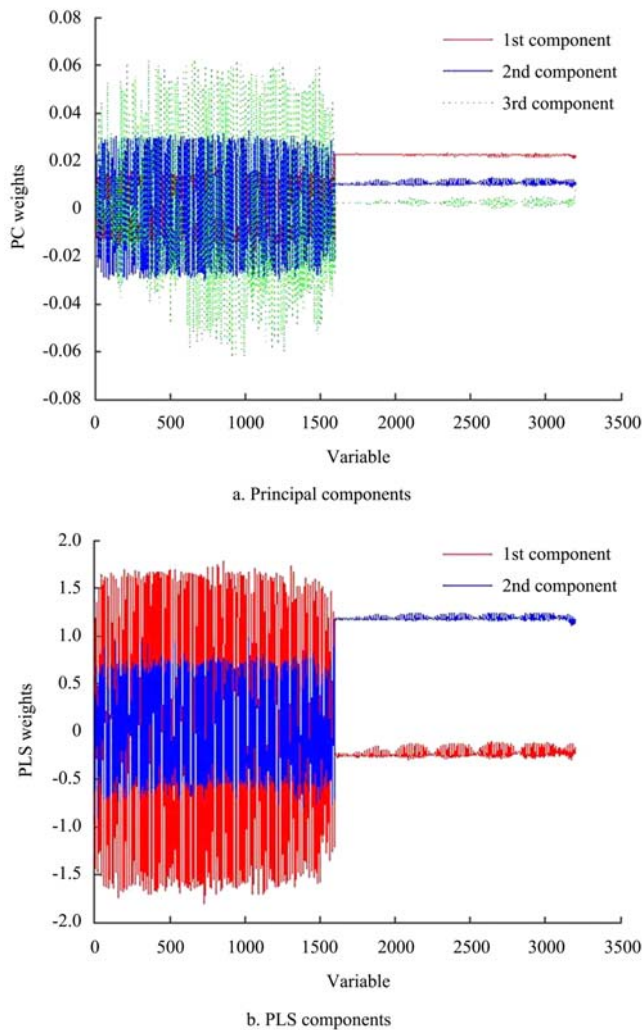 0.08
1st component
0.06
2nd component
3rd component
0.04
0.02
PC weights
0
-0.02
-0.04
-0.06
-0.08
0 500 1000 1500 2000 2500 3000 3500
Variable
a. Principal components
2.0
1st component
1.5
2nd component
1.0
0.5
PLS weights
0
-0.5
-1.0
-1.5
-2.0
0 500 1000 1500 2000 2500 3000 3500
Variable
b. PLS components